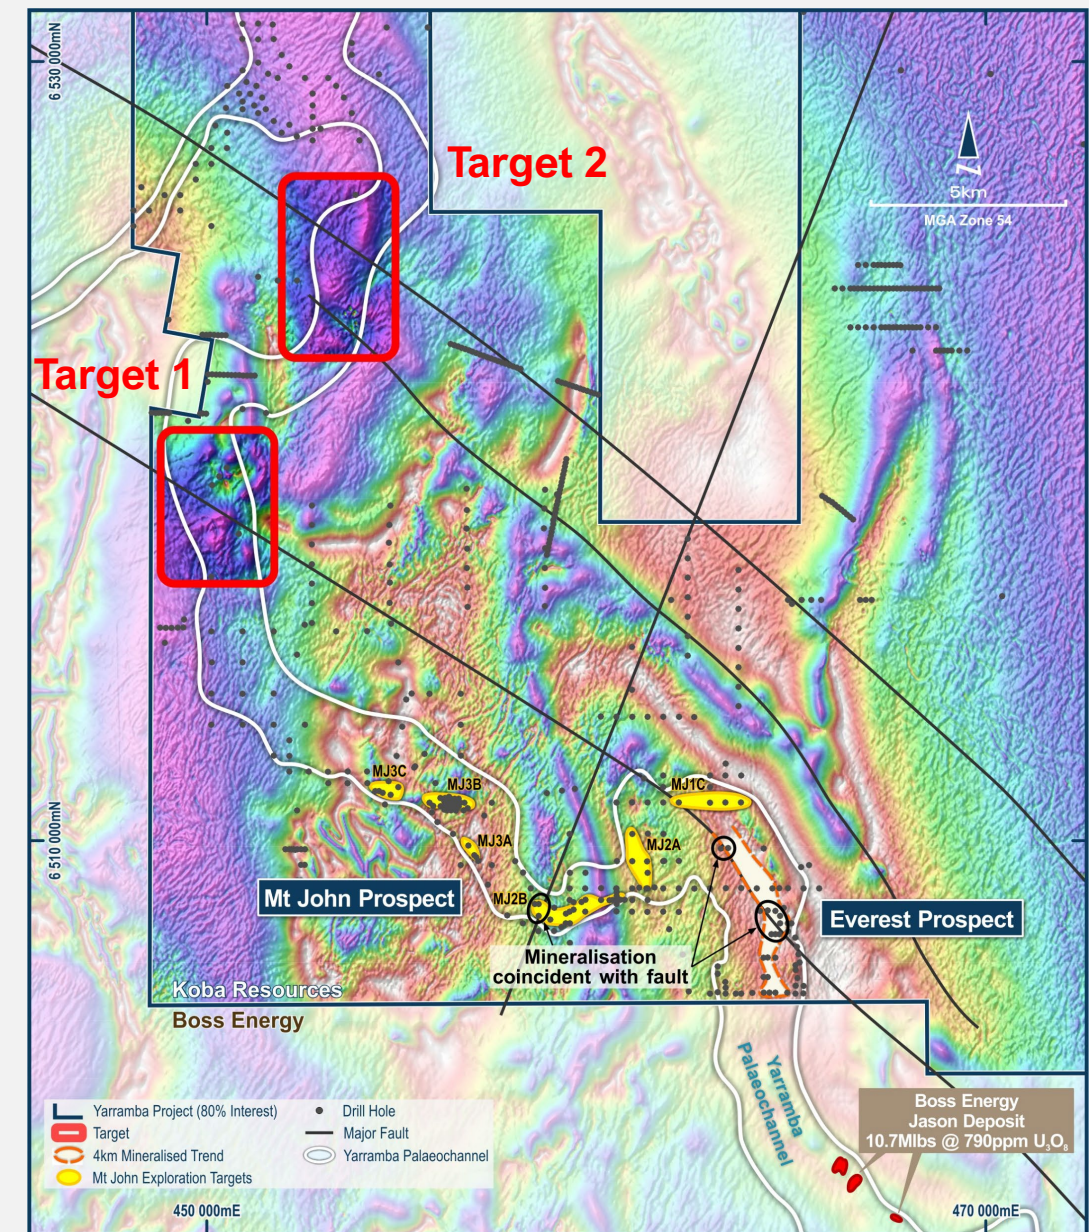 6 530 000mN
Target 2
N
5km
MGA Zone 54
Target 1
MJ3C
MJ3B
MJ1C
MJ3A
MJ2A
6 510 000mN
Mt John Prospect
MJ2B
Everest Prospect
Mineralisation
coincident with fault
Koba Resources
Boss Energy
Yarramba
Palaeochannel
Boss Energy
Jason Deposit
10.7Mlbs @ 790ppm U₃O₈
Yarramba Project (80% Interest)
Target
4km Mineralised Trend
Mt John Exploration Targets
Drill Hole
Major Fault
Yarramba Palaeochannel
450 000mE
470 000mE